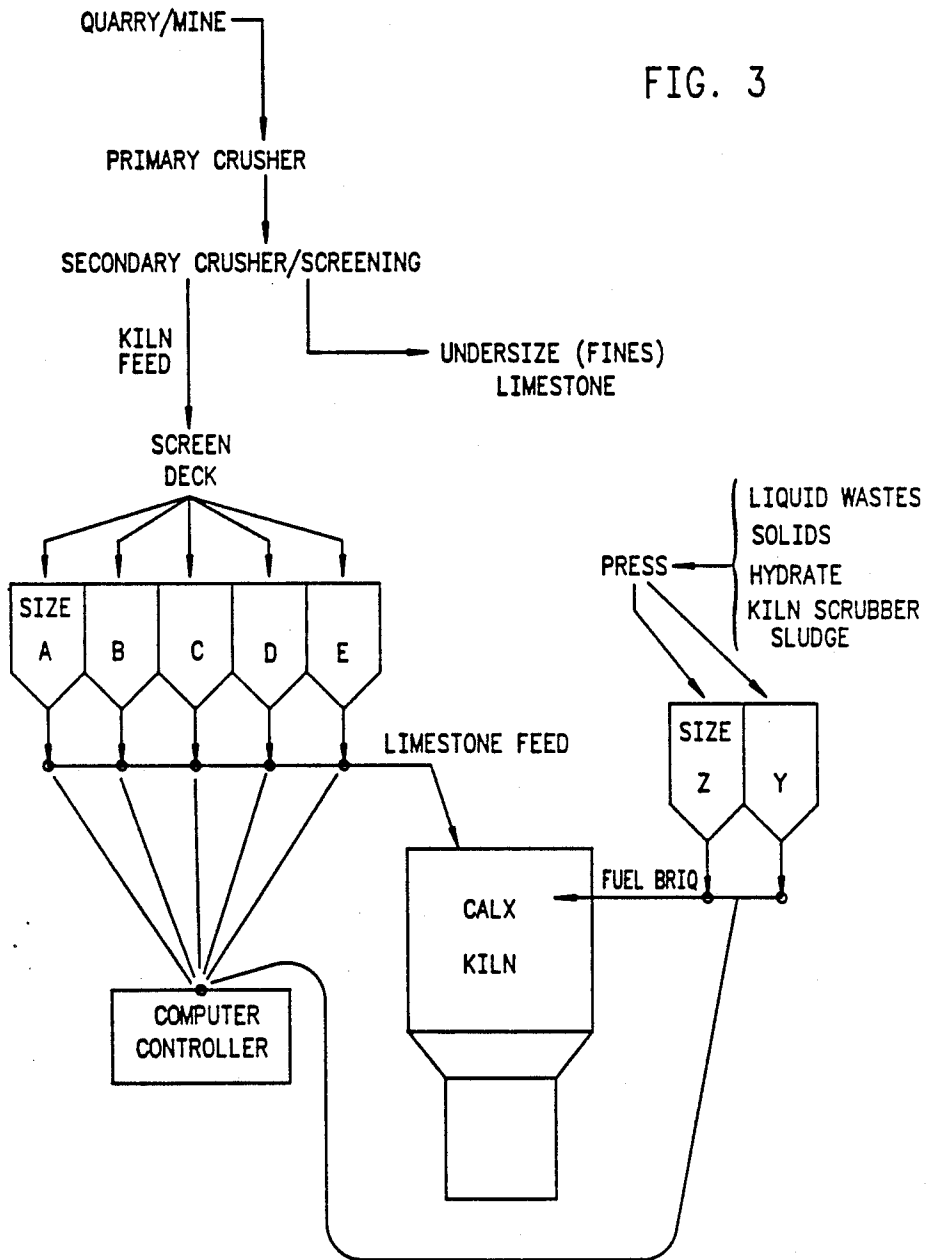 QUARRY/MINE
FIG. 3
PRIMARY CRUSHER
SECONDARY CRUSHER/SCREENING
KILN
FEED
UNDERSIZE (FINES)
LIMESTONE
SCREEN
DECK
LIQUID WASTES
SOLIDS
PRESS
HYDRATE
KILN SCRUBBER
SLUDGE
SIZE
A
B
C
D
E
LIMESTONE FEED
SIZE
Z
Y
FUEL BRIQ
CALX
KILN
COMPUTER
CONTROLLER